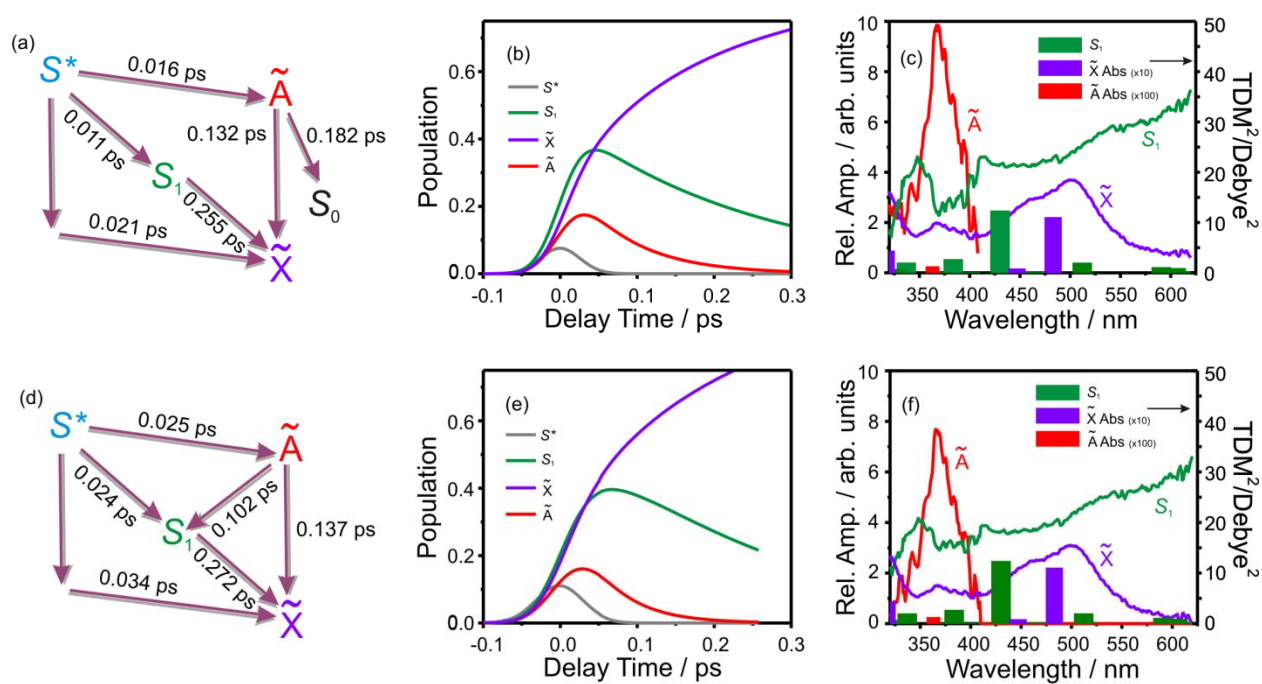 (a)
S*
0.016 ps
Ã
0.011 ps
0.132 ps
0.182 ps
S₁
0.255 ps
S₀
0.021 ps
X̃
(b)
Population
0.6
0.4
0.2
0.0
S*
S₁
X̃
Ã
-0.1 0.0 0.1 0.2 0.3
Delay Time / ps
(c)
Rel. Amp. / arb. units
10
8
6
4
2
0
S₁
X̃ Abs (x10)
Ã Abs (x100)
Ã
S₁
X̃
50
40
30
20
10
0
TDM²/Debye²
350 400 450 500 550 600
Wavelength / nm
(d)
S*
0.025 ps
Ã
0.024 ps
0.102 ps
0.137 ps
S₁
0.272 ps
0.034 ps
X̃
(e)
Population
0.6
0.4
0.2
0.0
S*
S₁
X̃
Ã
-0.1 0.0 0.1 0.2 0.3
Delay Time / ps
(f)
Rel. Amp. / arb. units
10
8
6
4
2
0
S₁
X̃ Abs (x10)
Ã Abs (x100)
Ã
S₁
X̃
50
40
30
20
10
0
TDM²/Debye²
350 400 450 500 550 600
Wavelength / nm